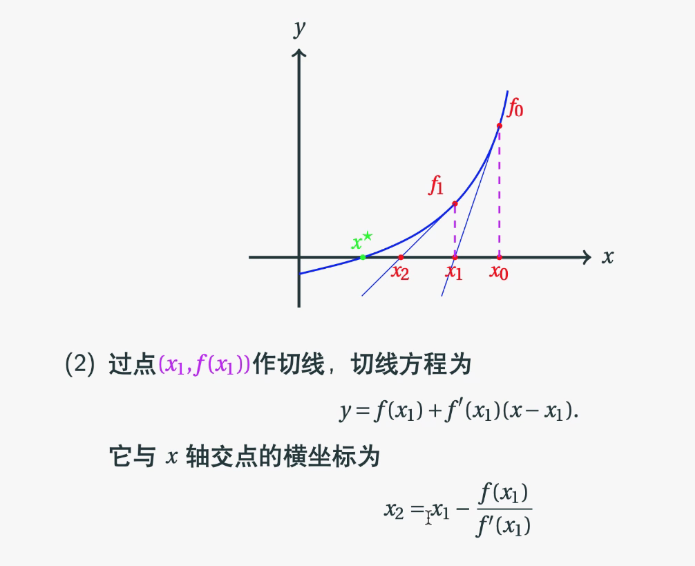 y
f₀
f₁
x*
x₂ x₁ x₀ x
(2) 过点(x₁,f(x₁))作切线，切线方程为
y=f(x₁)+f′(x₁)(x−x₁).
它与 x 轴交点的横坐标为
x₂=x₁− f(x₁)/f′(x₁)